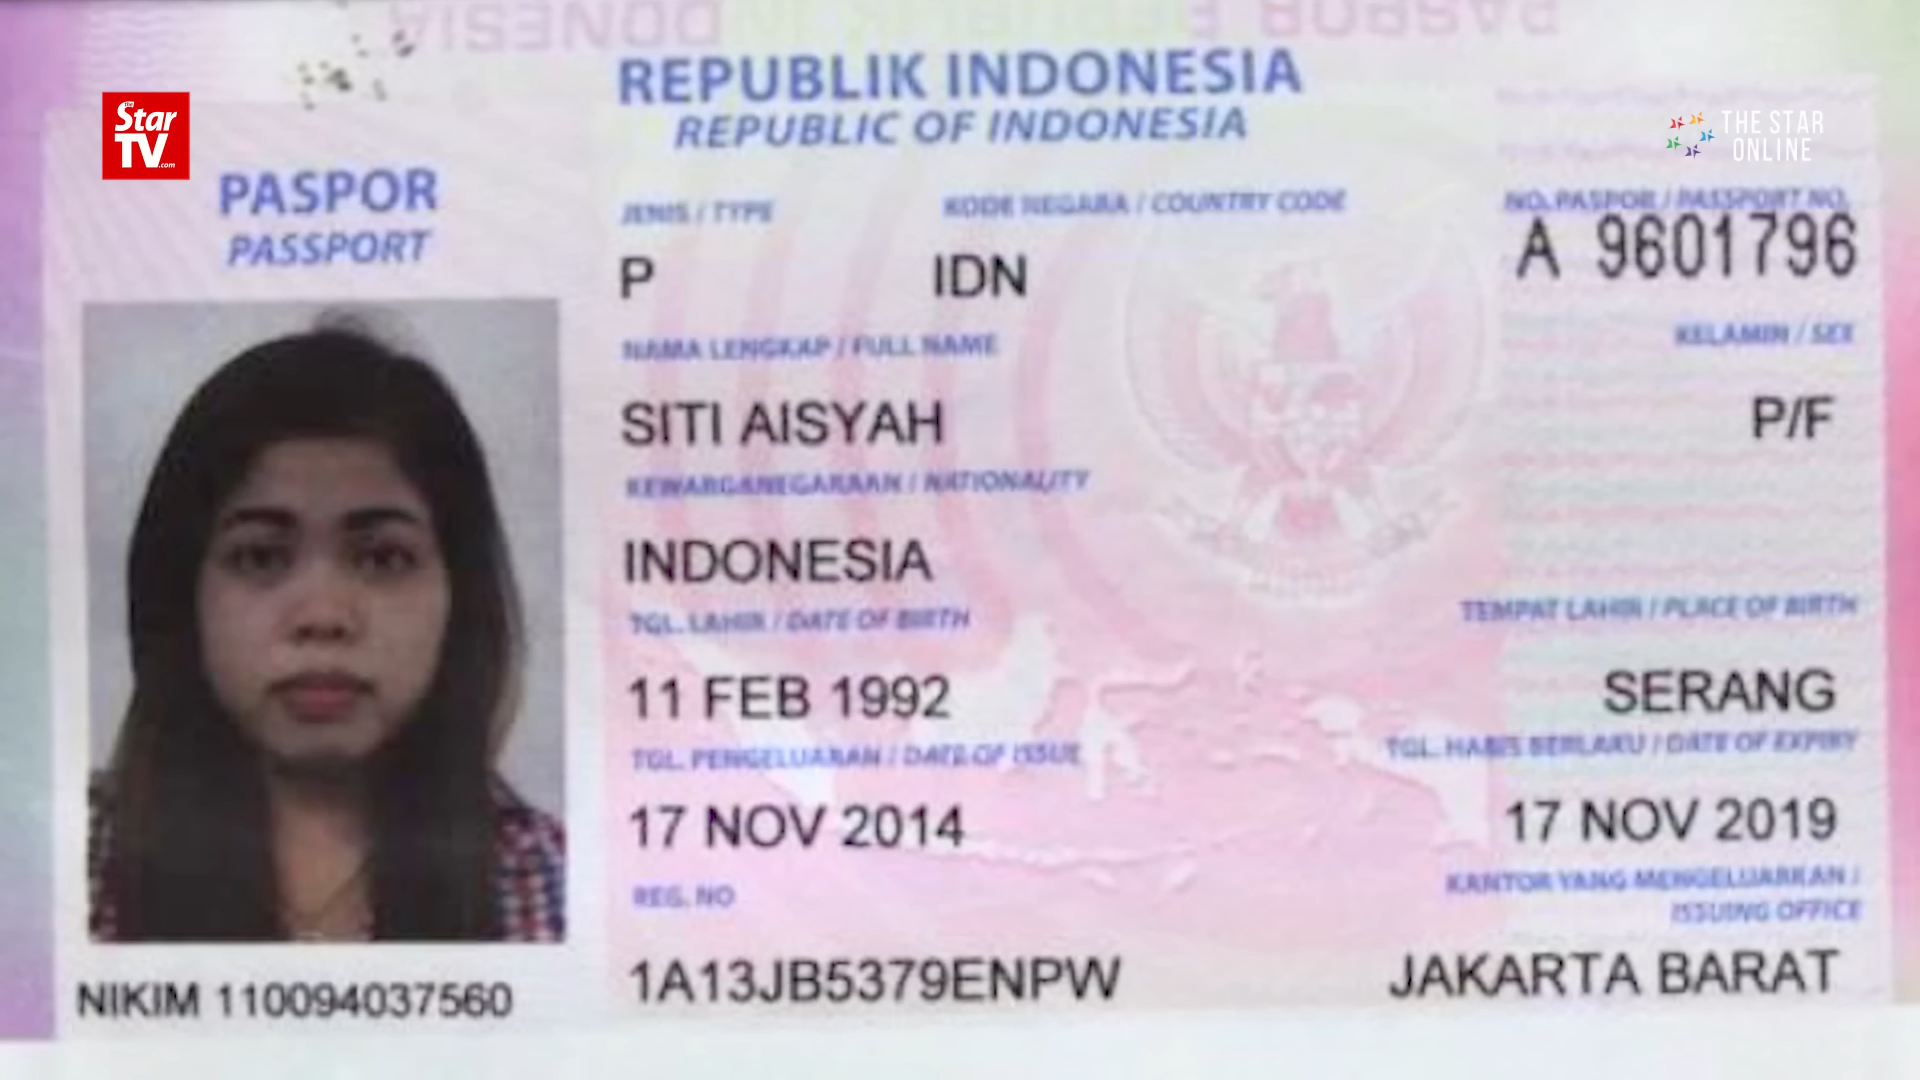 REPUBLIK INDONESIA
REPUBLIC OF INDONESIA
The Star TV.com
THE STAR ONLINE
PASPOR
PASSPORT
JENIS / TYPE
KODE NEGARA / COUNTRY CODE
NO. PASPOR / PASSPORT NO.
P
IDN
A 9601796
NAMA LENGKAP / FULL NAME
KELAMIN / SEX
SITI AISYAH
P/F
KEWARGANEGARAAN / NATIONALITY
INDONESIA
TGL. LAHIR / DATE OF BIRTH
TEMPAT LAHIR / PLACE OF BIRTH
11 FEB 1992
SERANG
TGL. PENGELUARAN / DATE OF ISSUE
TGL. HABIS BERLAKU / DATE OF EXPIRY
17 NOV 2014
17 NOV 2019
REG. NO
KANTOR YANG MENGELUARKAN /
ISSUING OFFICE
1A13JB5379ENPW
JAKARTA BARAT
NIKIM 110094037560